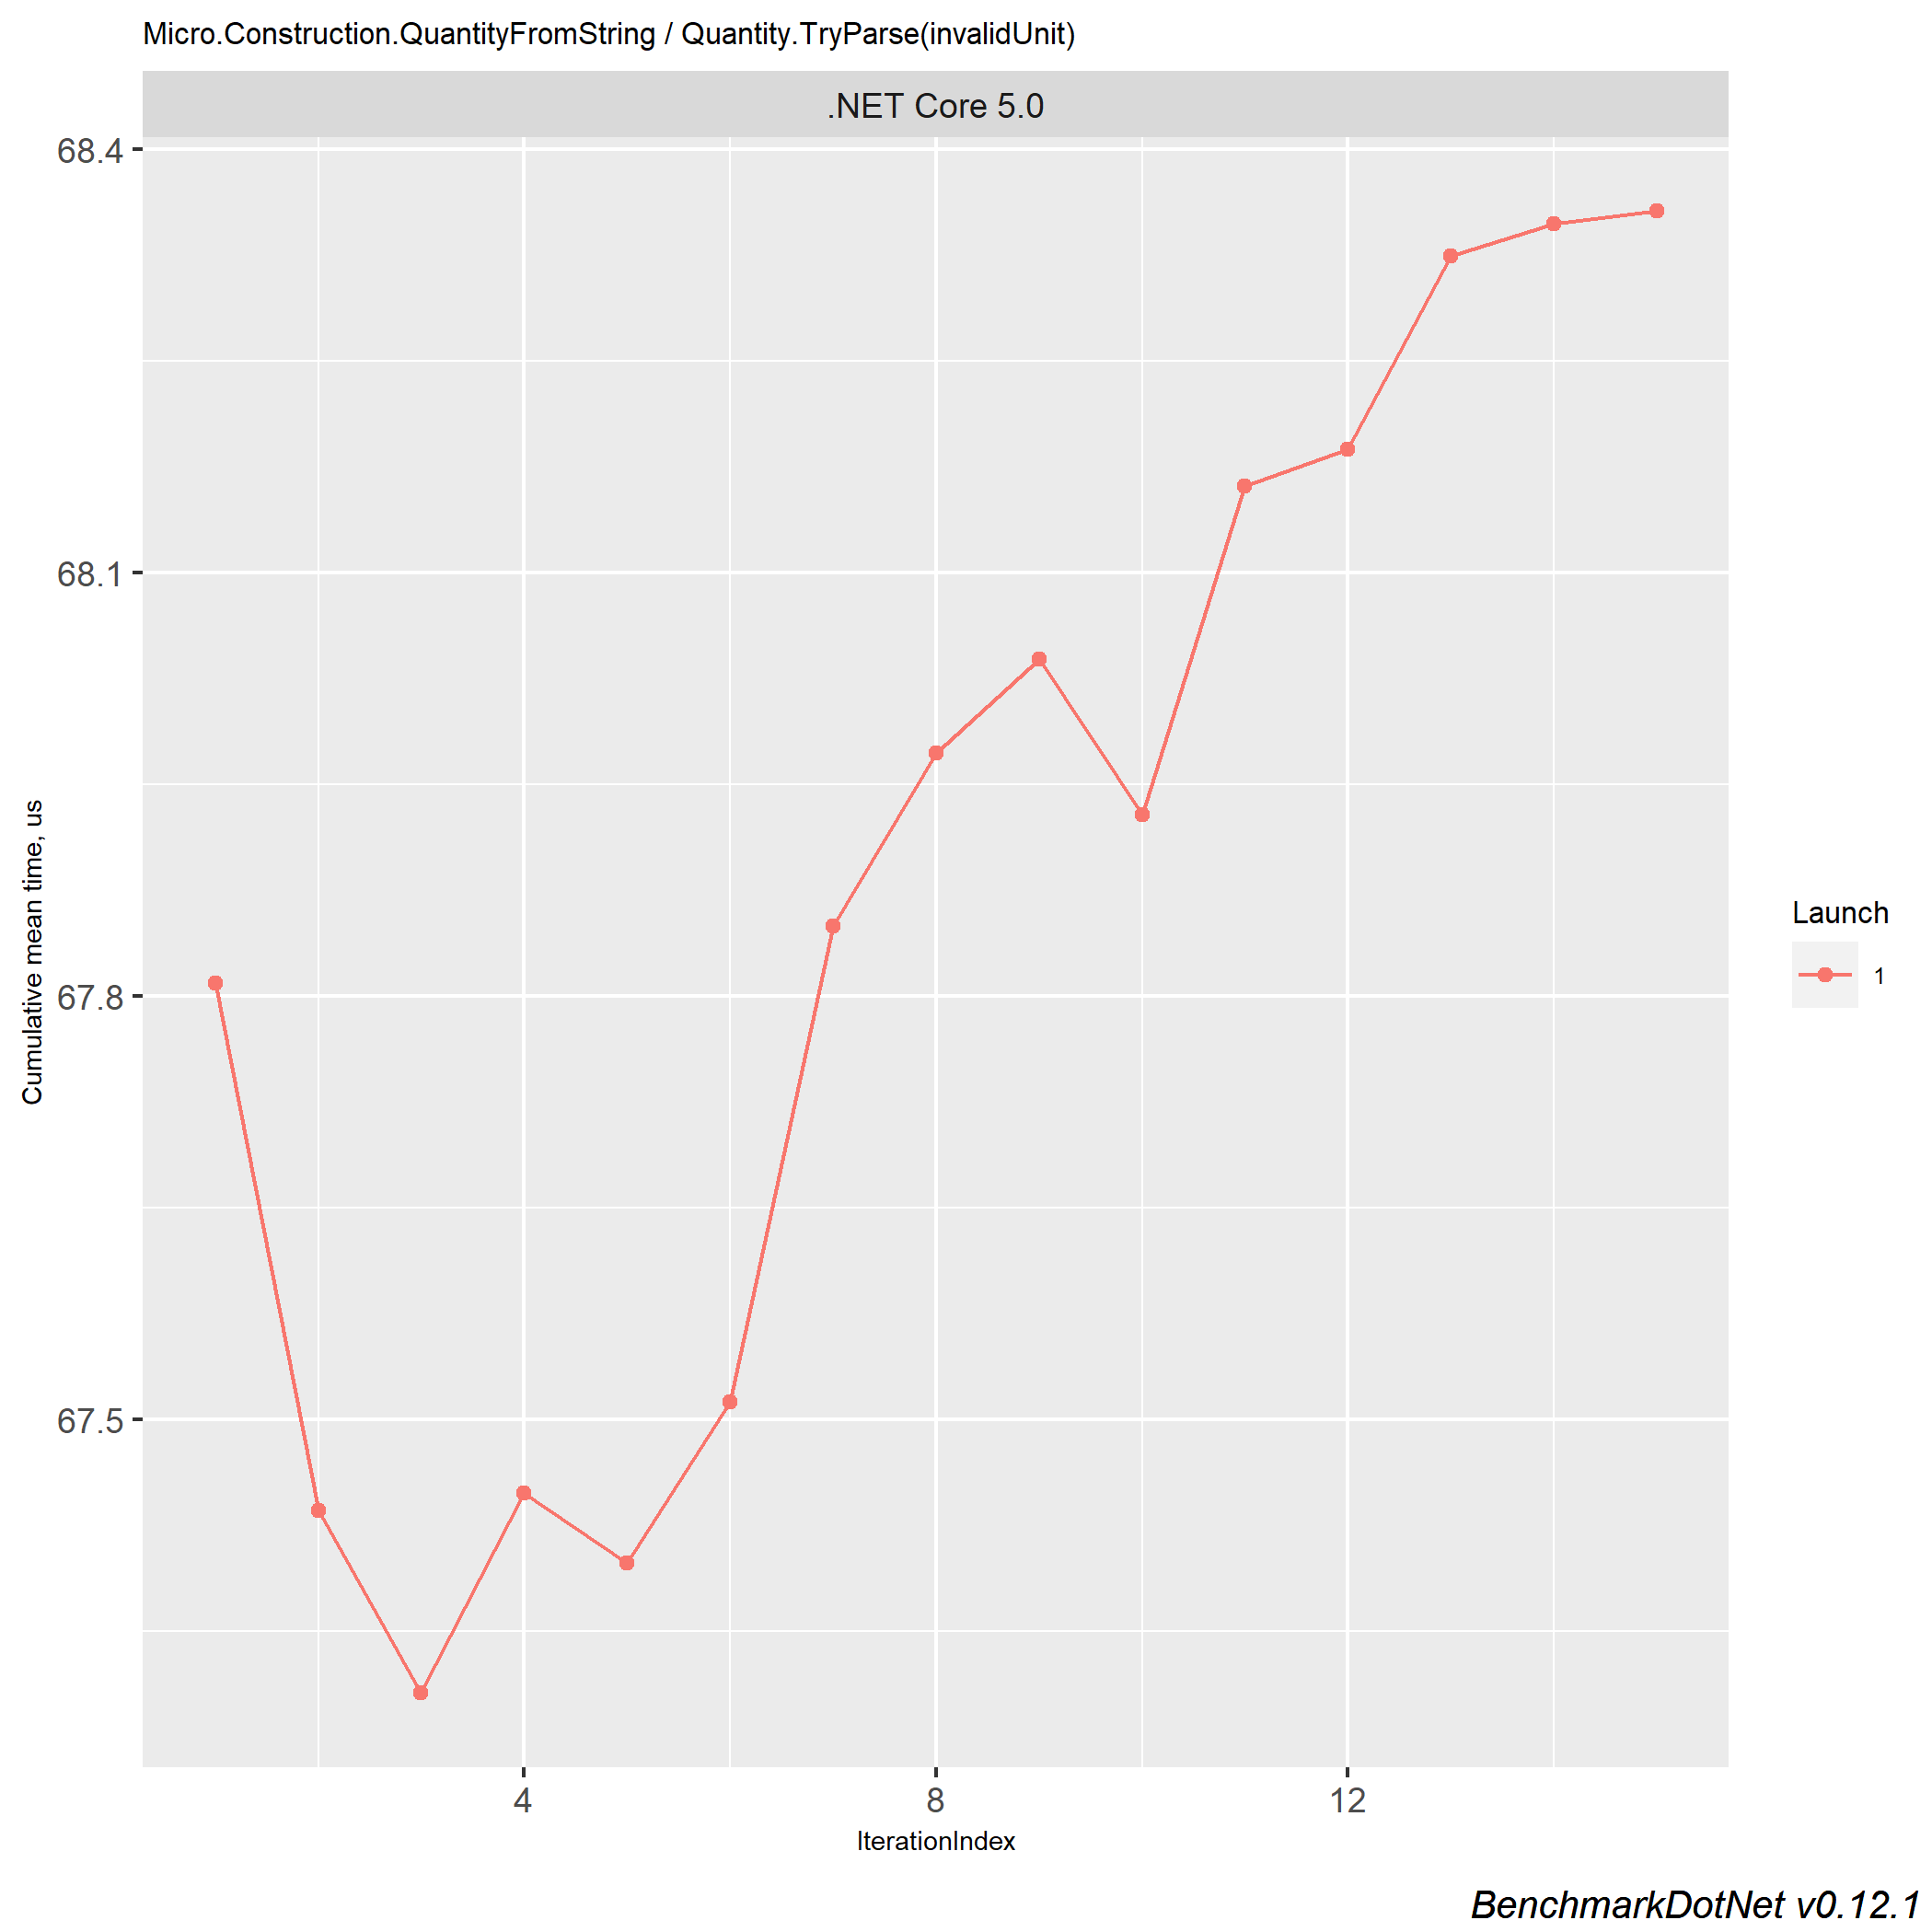 Micro.Construction.QuantityFromString / Quantity.TryParse(invalidUnit)
.NET Core 5.0
68.4
68.1
67.8
67.5
Cumulative mean time, us
4
8
12
IterationIndex
Launch
1
BenchmarkDotNet v0.12.1